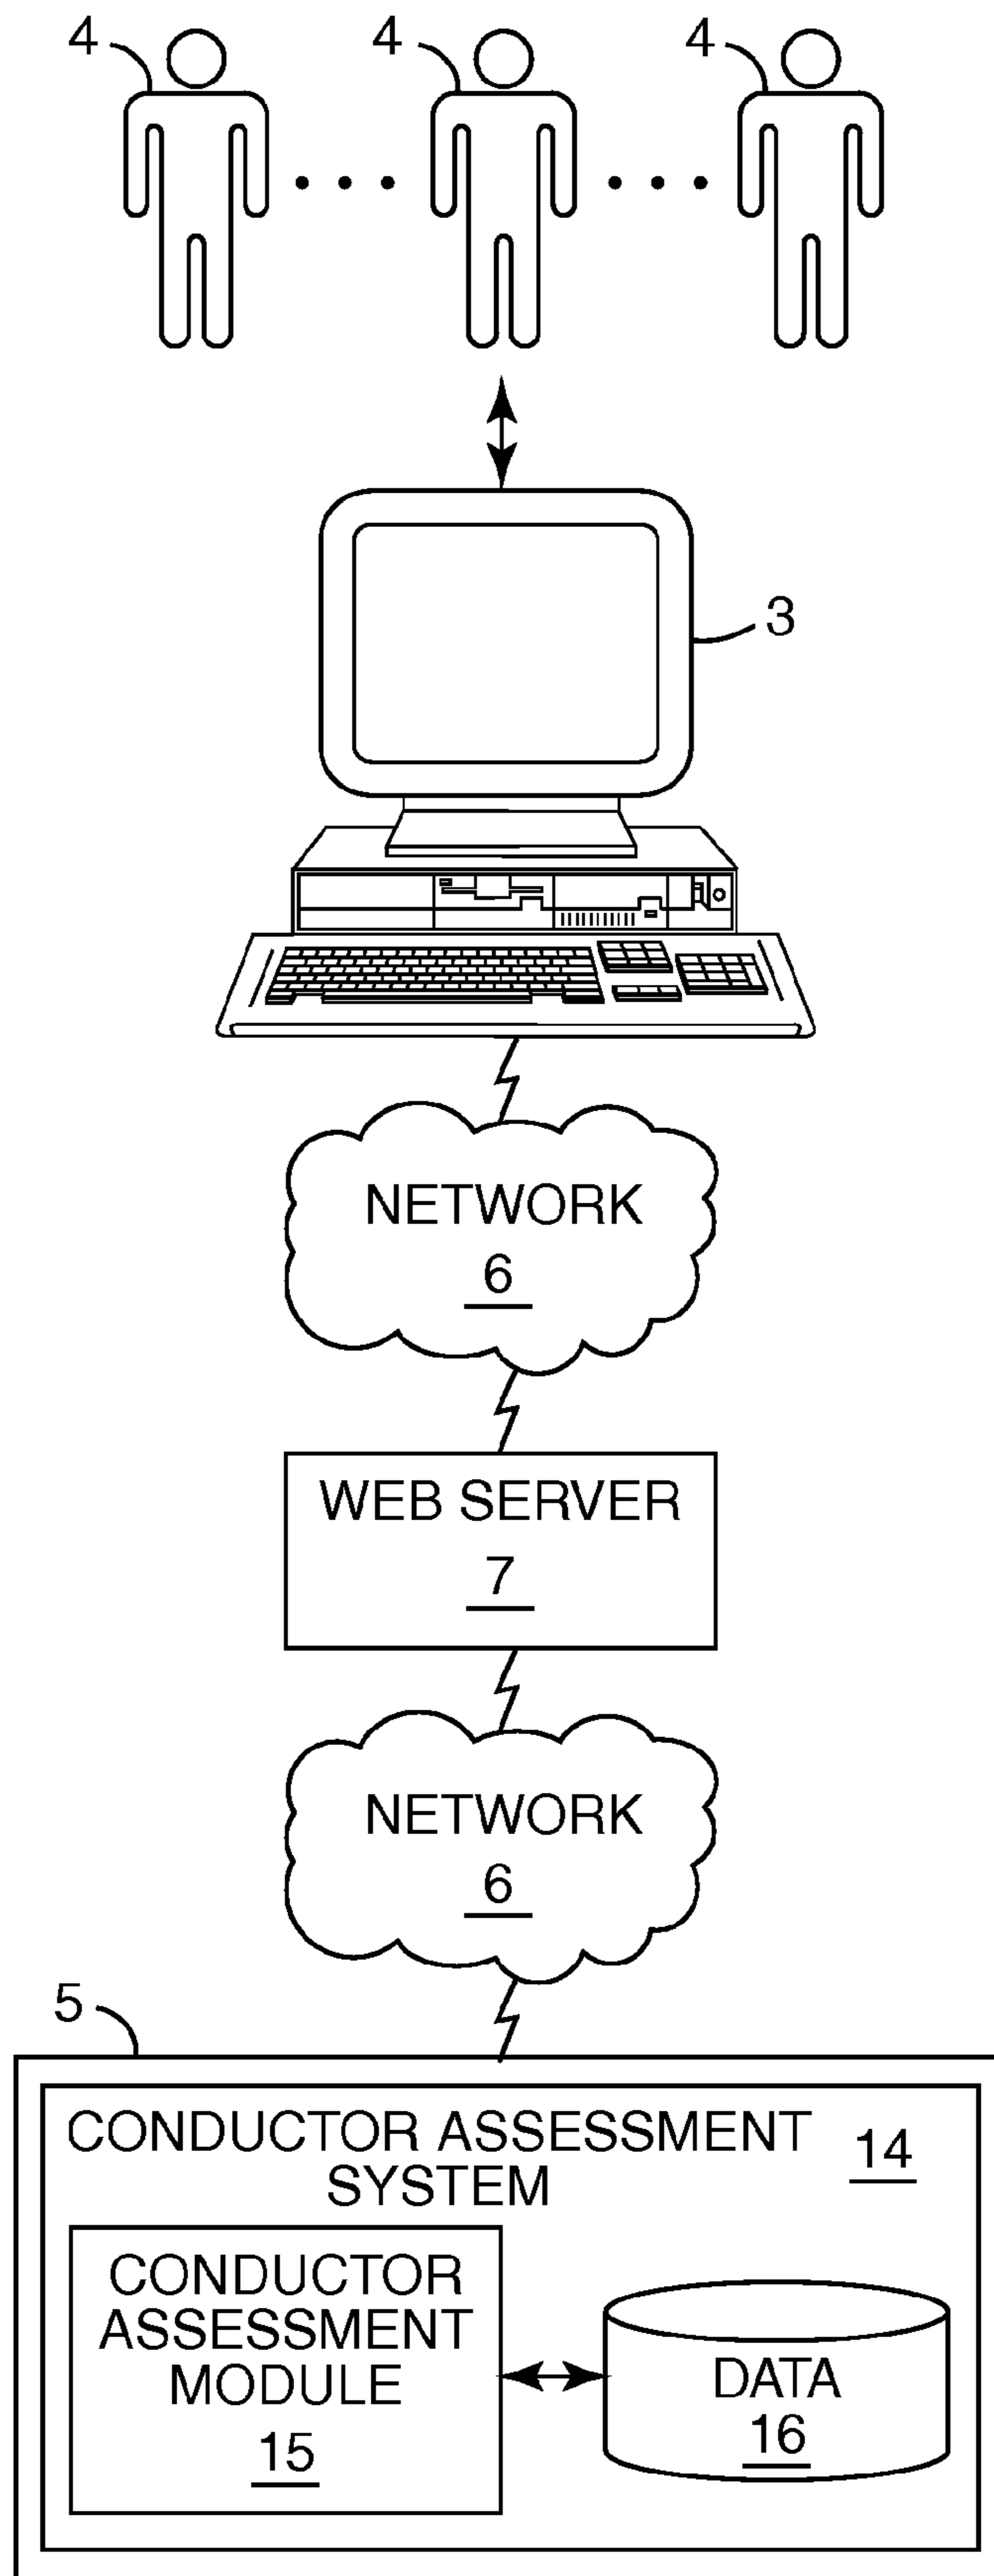 4 4 4
3
NETWORK
6
WEB SERVER
7
NETWORK
6
5
CONDUCTOR ASSESSMENT
SYSTEM
14
CONDUCTOR
ASSESSMENT
MODULE
15
DATA
16